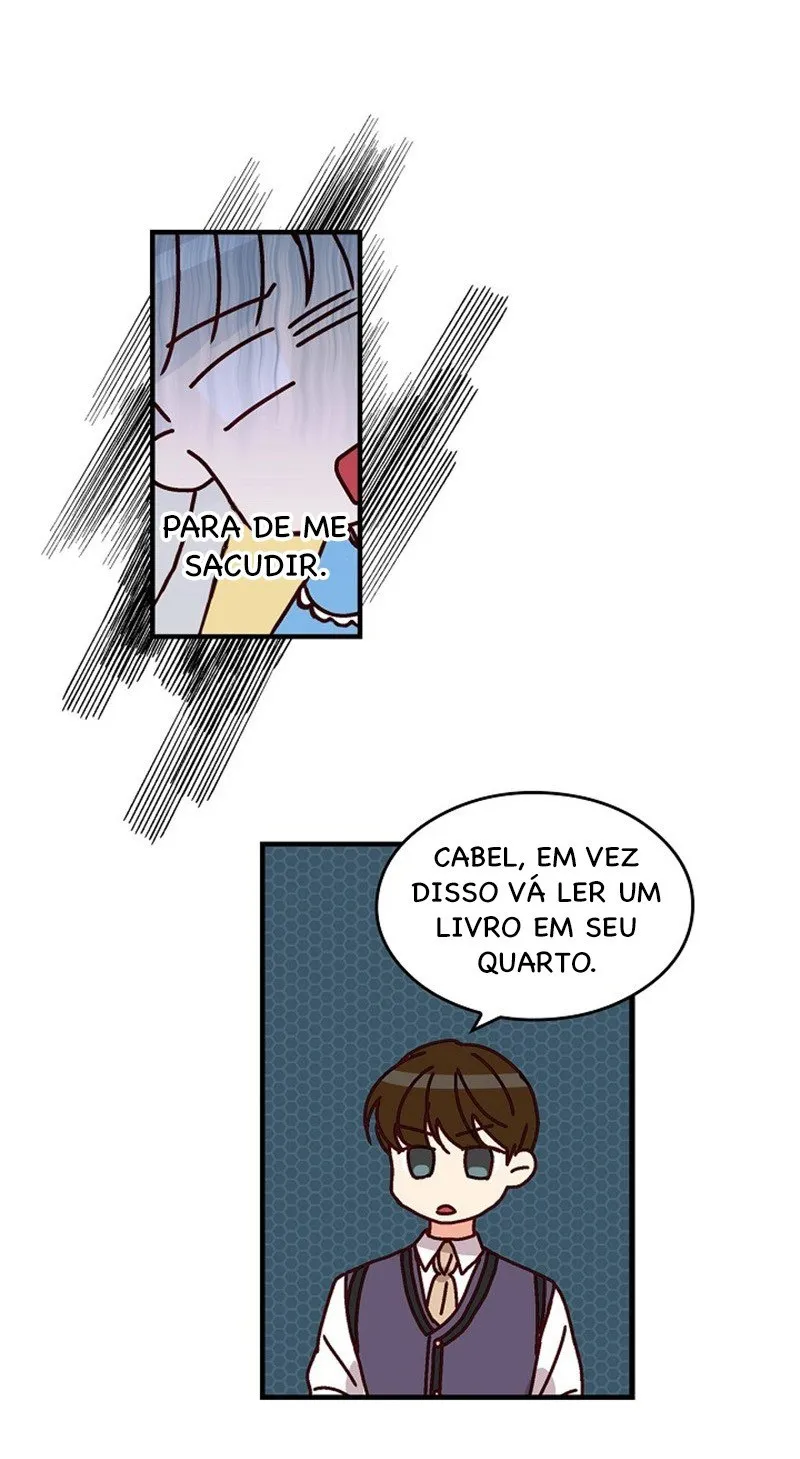 PARA DE ME
SACUDIR.
CABEL, EM VEZ
DISSO VÁ LER UM
LIVRO EM SEU
QUARTO.